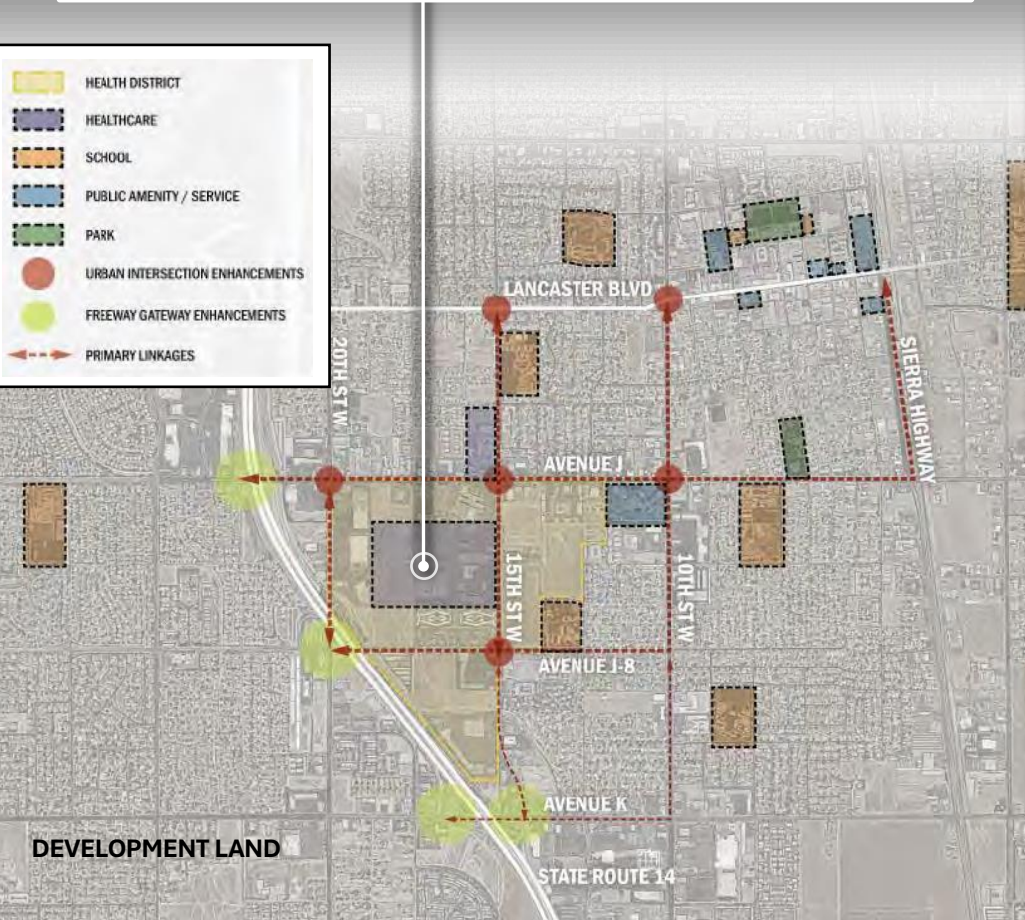 HEALTH DISTRICT
HEALTHCARE
SCHOOL
PUBLIC AMENITY / SERVICE
PARK
URBAN INTERSECTION ENHANCEMENTS
FREEWAY GATEWAY ENHANCEMENTS
PRIMARY LINKAGES
LANCASTER BLVD
20TH ST W
SIERRA HIGHWAY
AVENUE J
15TH ST W
10TH ST W
AVENUE J-8
AVENUE K
DEVELOPMENT LAND
STATE ROUTE 14